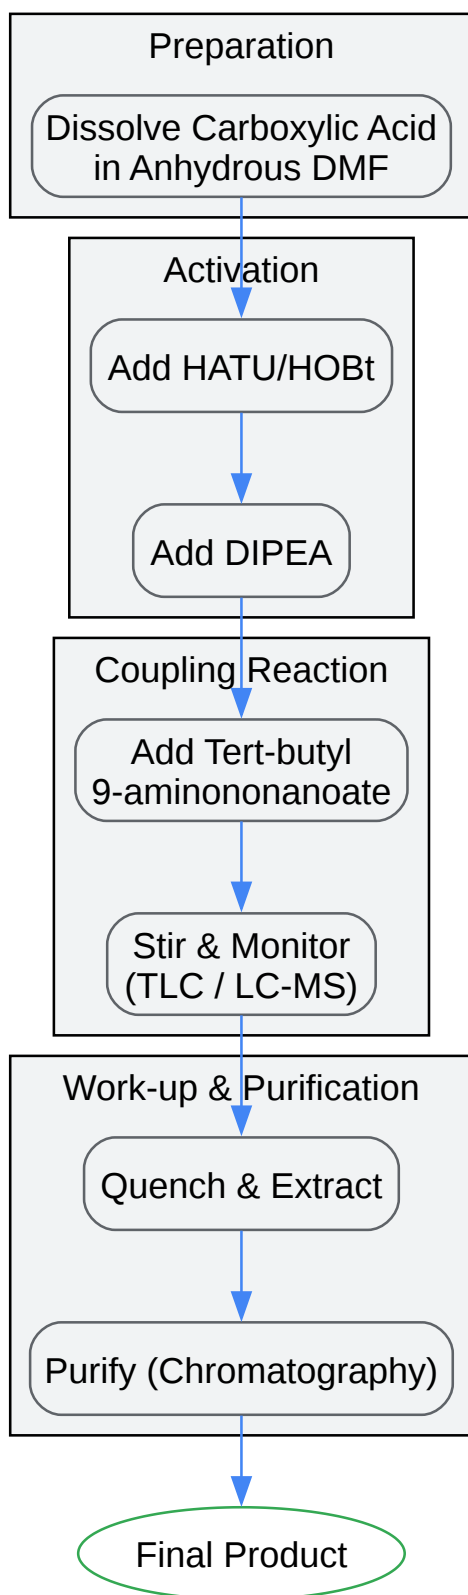 Preparation
Dissolve Carboxylic Acid
in Anhydrous DMF
Activation
Add HATU/HOBt
Add DIPEA
Coupling Reaction
Add Tert-butyl
9-aminononanoate
Stir & Monitor
(TLC / LC-MS)
Work-up & Purification
Quench & Extract
Purify (Chromatography)
Final Product